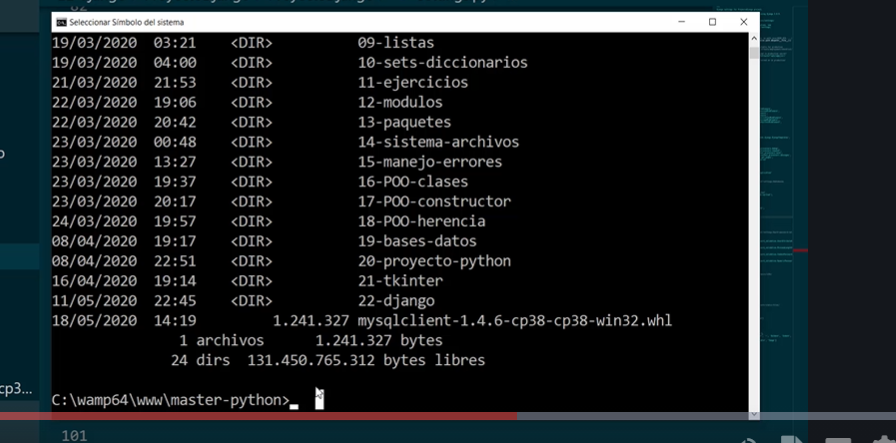 Seleccionar Símbolo del sistema
19/03/2020 03:21 <DIR> 09-listas
19/03/2020 04:00 <DIR> 10-sets-diccionarios
21/03/2020 21:53 <DIR> 11-ejercicios
22/03/2020 19:06 <DIR> 12-modulos
22/03/2020 20:42 <DIR> 13-paquetes
23/03/2020 00:48 <DIR> 14-sistema-archivos
23/03/2020 13:27 <DIR> 15-manejo-errores
23/03/2020 19:37 <DIR> 16-POO-clases
23/03/2020 20:17 <DIR> 17-POO-constructor
24/03/2020 19:57 <DIR> 18-POO-herencia
08/04/2020 19:17 <DIR> 19-bases-datos
08/04/2020 22:51 <DIR> 20-proyecto-python
16/04/2020 19:14 <DIR> 21-tkinter
11/05/2020 22:45 <DIR> 22-django
18/05/2020 14:19 1.241.327 mysqlclient-1.4.6-cp38-cp38-win32.whl
1 archivos 1.241.327 bytes
24 dirs 131.450.765.312 bytes libres
cp3...
C:\wamp64\www\master-python>_
101